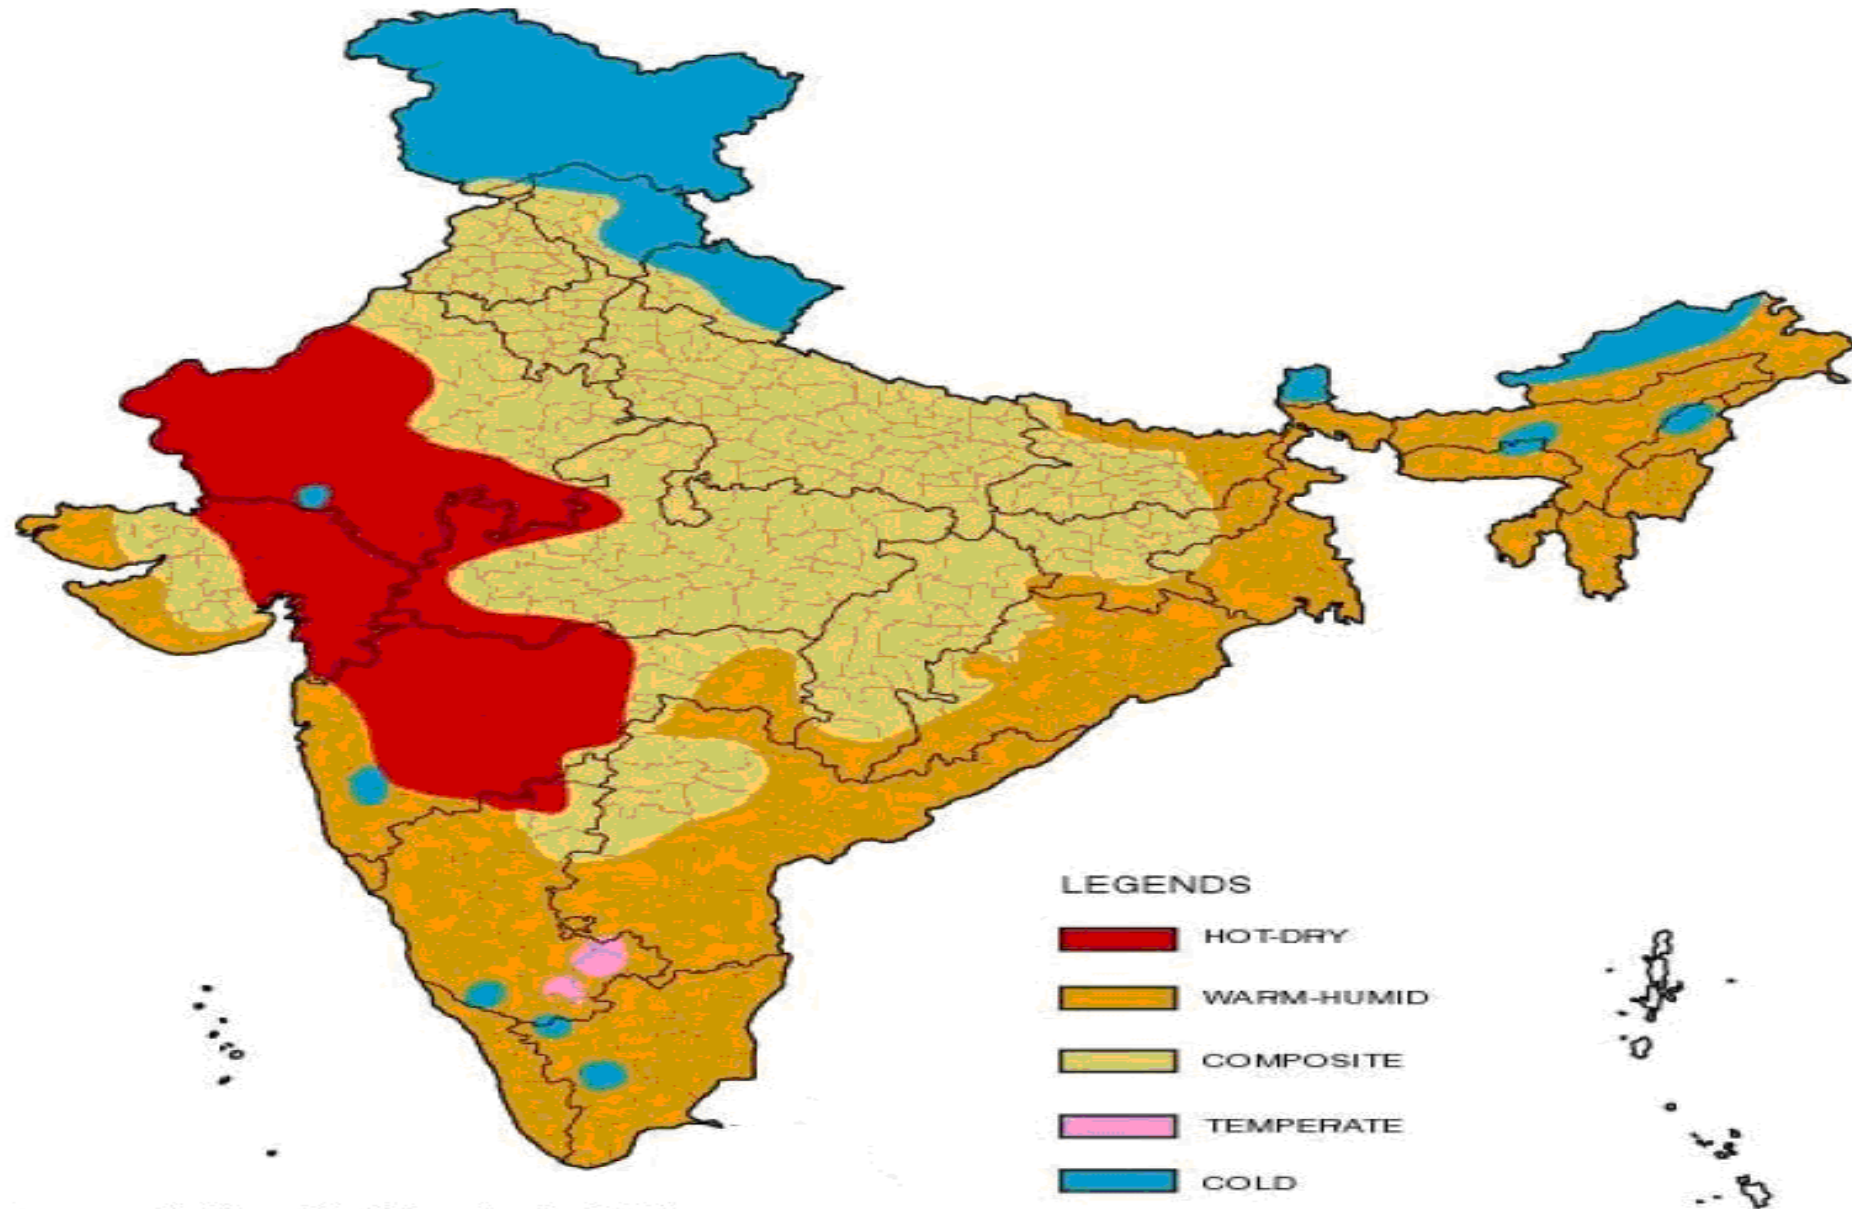 LEGENDS
HOT-DRY
WARM-HUMID
COMPOSITE
TEMPERATE
COLD